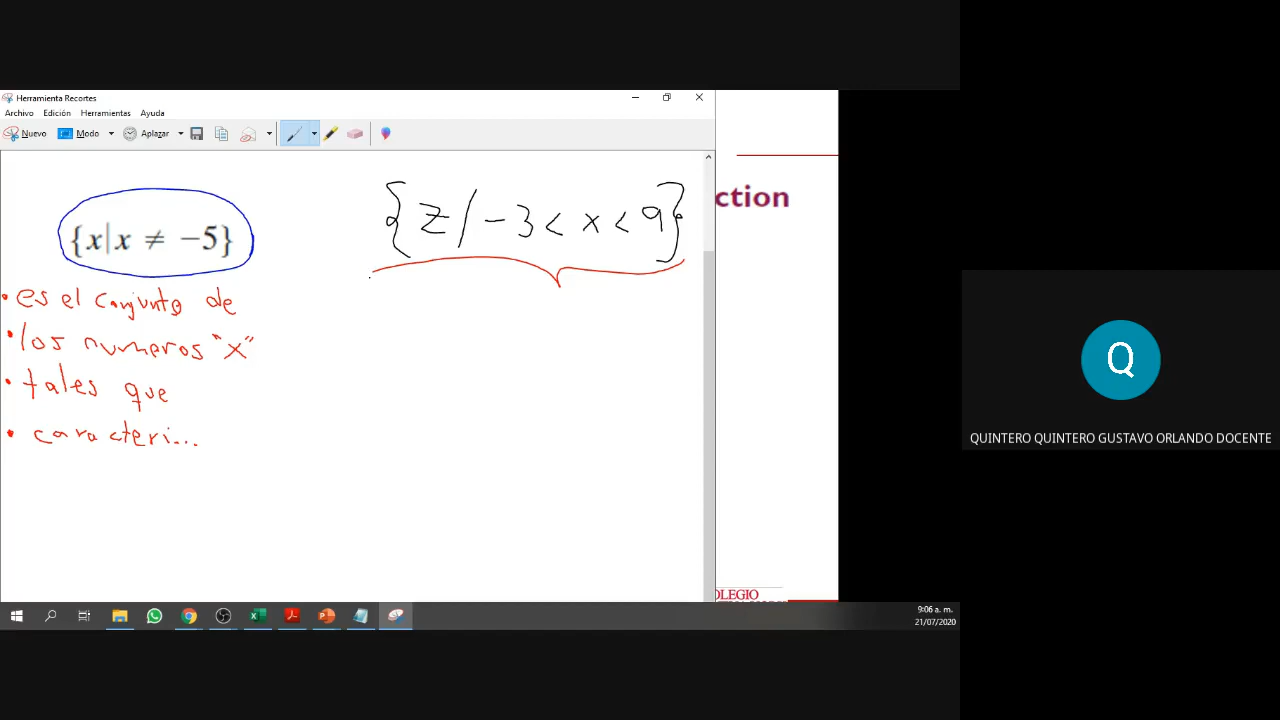 Herramienta Recortes
Archivo Edición Herramientas Ayuda
Nuevo Modo Aplazar
{x|x ≠ −5}
{z/-3<x<9}
ction
• es el conjunto de
• los numeros "x"
• tales que
• caracteri...
Q
QUINTERO QUINTERO GUSTAVO ORLANDO DOCENTE
OLEGIO
9:06 a. m.
21/07/2020